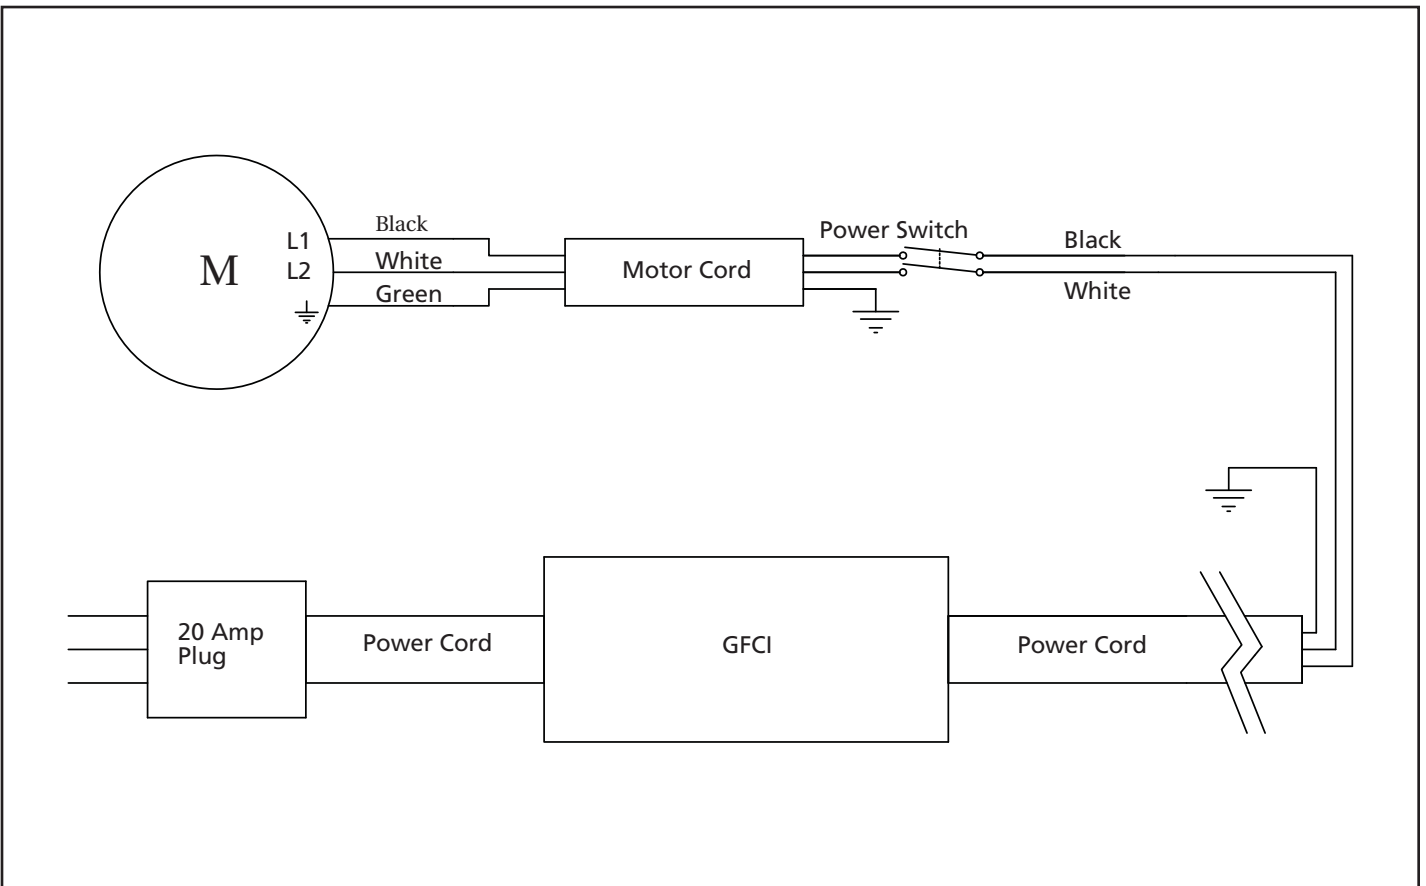 Black
L1
M
L2
White
Green
Motor Cord
Power Switch
Black
White
20 Amp
Plug
Power Cord
GFCI
Power Cord